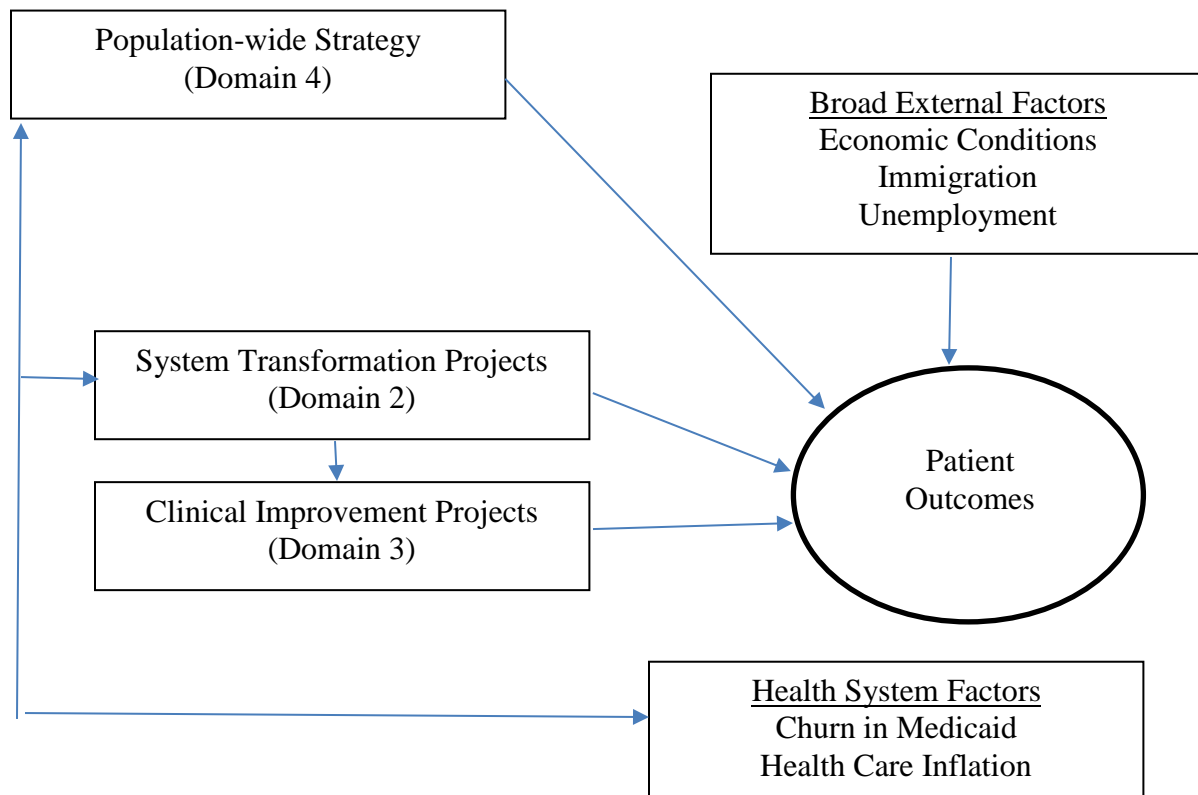 Population-wide Strategy
(Domain 4)
Broad External Factors
Economic Conditions
Immigration
Unemployment
System Transformation Projects
(Domain 2)
Clinical Improvement Projects
(Domain 3)
Patient
Outcomes
Health System Factors
Churn in Medicaid
Health Care Inflation